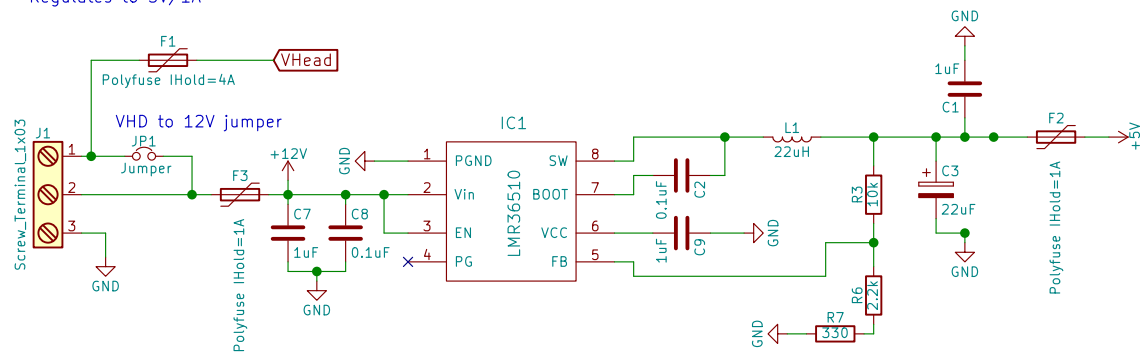 Regulates to 5V/1A
F1
VHead
Polyfuse IHold=4A
VHD to 12V jumper
J1
Screw_Terminal_1x03
1
2
3
JP1
Jumper
GND
F3
Polyfuse IHold=1A
+12V
C7
1uF
C8
0.1uF
GND
GND
IC1
LMR36510
1
PGND
2
Vin
3
EN
4
PG
SW
8
BOOT
7
VCC
6
FB
5
0.1uF
C2
1uF
C9
GND
L1
22uH
R3
10k
R6
2.2k
R7
330
GND
GND
1uF
C1
+
C3
22uF
GND
F2
Polyfuse IHold=1A
+5V